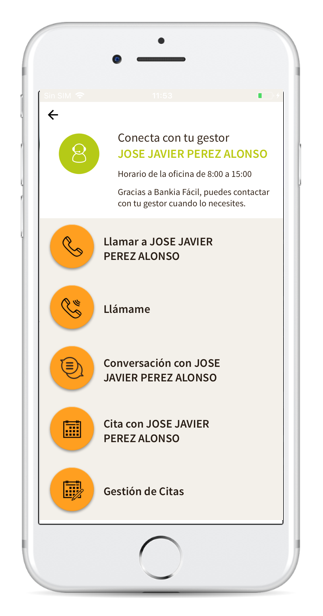 Conecta con tu gestor
JOSE JAVIER PEREZ ALONSO
Horario de la oficina de 8:00 a 15:00
Gracias a Bankia Fácil, puedes contactar
con tu gestor cuando lo necesites.
Llamar a JOSE JAVIER
PEREZ ALONSO
Llámame
Conversación con JOSE
JAVIER PEREZ ALONSO
Cita con JOSE JAVIER
PEREZ ALONSO
Gestión de Citas